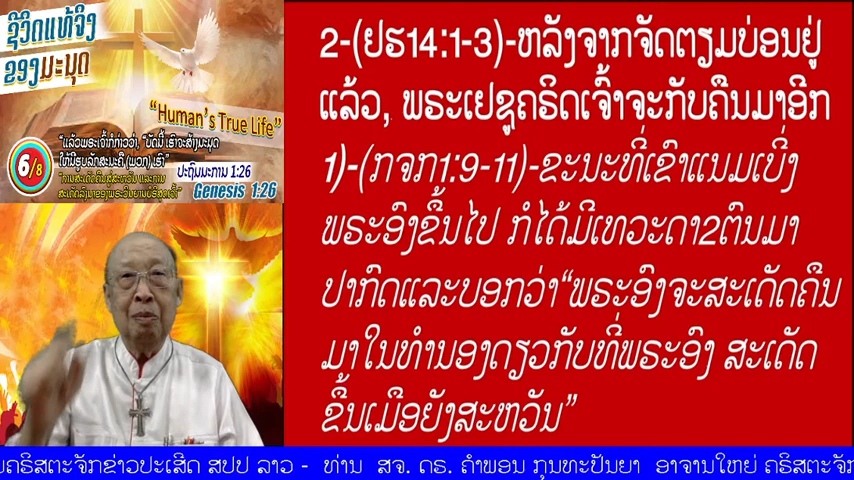 ຊີວິດແທ້ຈິງ
ຂອງມະນຸດ
“Human's True Life”
“ແລ້ວພຣະເຈົ້າກໍກ່າວວ່າ, “ບັດນີ້ ເຮົາຈະສ້າງມະນຸດ
ໃຫ້ມີຮູບລັກສະນະຄື (ພວກ) ເຮົາ”
6/8
ປະຖົມມະການ 1:26
Genesis 1:26
2-(ຢຮ14:1-3)-ຫລັງຈາກຈັດຕຽມບ່ອນຢູ່
ແລ້ວ, ພຣະເຢຊູຄຣິດເຈົ້າຈະກັບຄືນມາອີກ
1)-(ກຈກ1:9-11)-ຂະນະທີ່ເຂົາແນມເບິ່ງ
ພຣະອົງຂື້ນໄປ ກໍໄດ້ມີເທວະດາ2ຕົນມາ
ປາກົດແລະບອກວ່າ“ພຣະອົງຈະສະເດັດຄືນ
ມາໃນທຳນອງດຽວກັບທີ່ພຣະອົງ ສະເດັດ
ຂື້ນເມືອຍັງສະຫວັນ”
ຄຣິສຕະຈັກຂ່າວປະເສີດ ສປປ ລາວ - ທ່ານ ສຈ. ດຣ. ຄຳພອນ ກຸນທະປັນຍາ ອາຈານໃຫຍ່ ຄຣິສຕະຈັກ